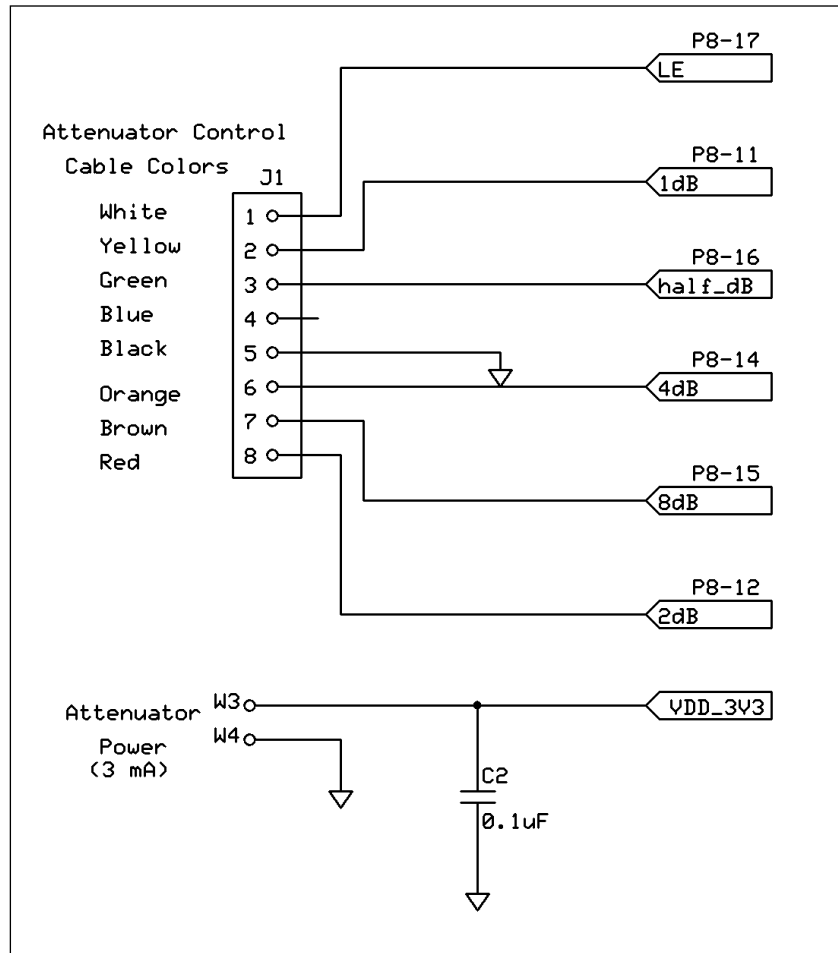 P8-17
LE
Attenuator Control
Cable Colors
J1
P8-11
1dB
White
1
Yellow
2
Green
3
P8-16
half_dB
Blue
4
Black
5
Orange
6
P8-14
4dB
Brown
7
Red
8
P8-15
8dB
P8-12
2dB
Attenuator
Power
(3 mA)
W3
W4
VDD_3V3
C2
0.1uF